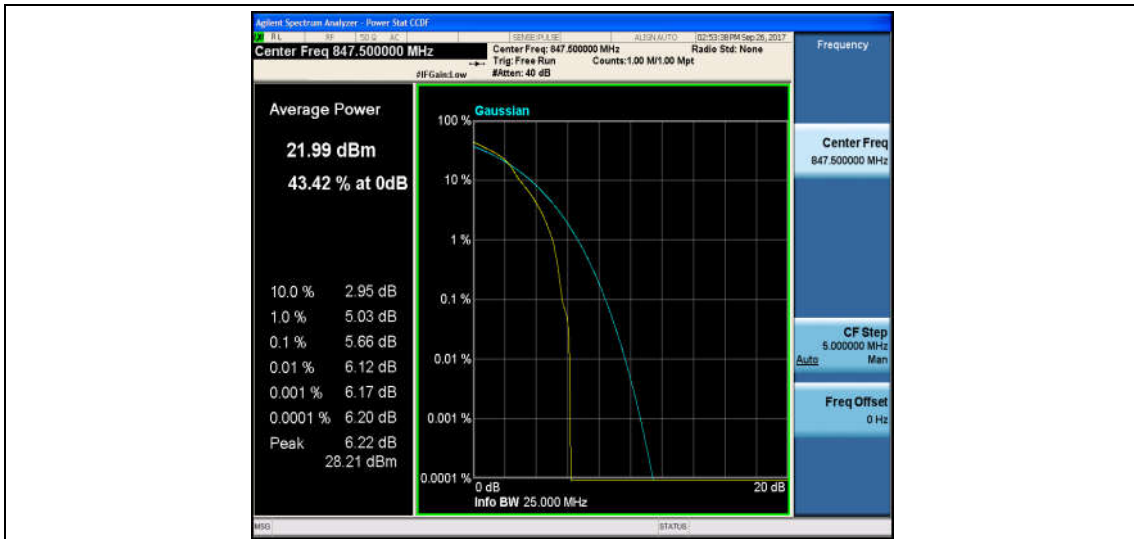 Agilent Spectrum Analyzer - Power Stat CCDF
RL RF 50 Ω AC SENSE:PULSE ALIGN AUTO 02:53:38 PM Sep 26, 2017
Center Freq 847.500000 MHz
Center Freq: 847.500000 MHz Radio Std: None
Trig: Free Run Counts:1.00 M/1.00 Mpt
#IFGain:Low #Atten: 40 dB
Frequency
Average Power
21.99 dBm
43.42 % at 0dB
10.0 % 2.95 dB
1.0 % 5.03 dB
0.1 % 5.66 dB
0.01 % 6.12 dB
0.001 % 6.17 dB
0.0001 % 6.20 dB
Peak 6.22 dB
28.21 dBm
Gaussian
100 %
10 %
1 %
0.1 %
0.01 %
0.001 %
0.0001 %
0 dB 20 dB
Info BW 25.000 MHz
Center Freq
847.500000 MHz
CF Step
5.000000 MHz
Auto Man
Freq Offset
0 Hz
MSG STATUS